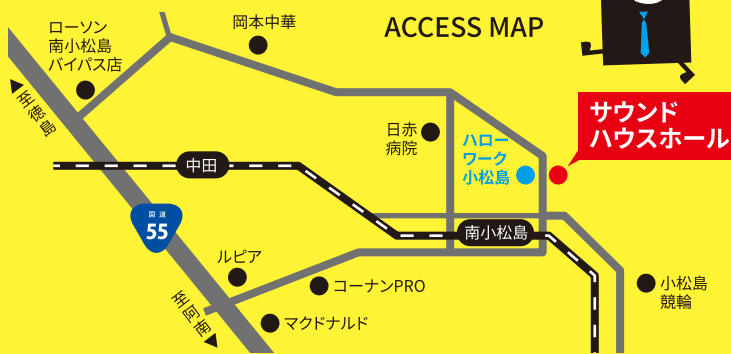 ACCESS MAP
岡本中華
ローソン
南小松島
バイパス店
至徳島
日赤
病院
ハロー
ワーク
小松島
サウンド
ハウスホール
中田
国道
55
南小松島
ルピア
コーナンPRO
小松島
競輪
至阿南
マクドナルド